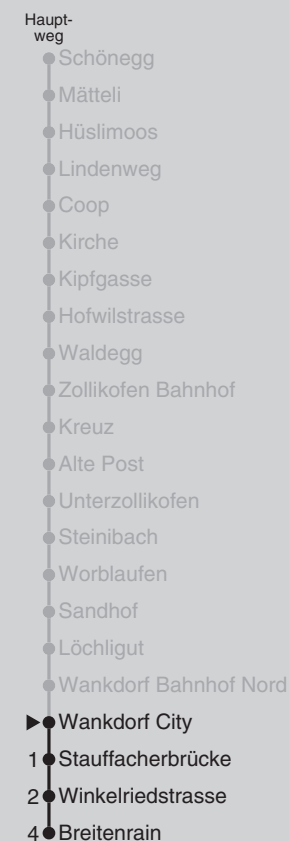 Haupt-
weg
Schönegg
Mätteli
Hüslimoos
Lindenweg
Coop
Kirche
Kipfgasse
Hofwilstrasse
Waldegg
Zollikofen Bahnhof
Kreuz
Alte Post
Unterzollikofen
Steinibach
Worblaufen
Sandhof
Löchligut
Wankdorf Bahnhof Nord
Wankdorf City
1 Stauffacherbrücke
2 Winkelriedstrasse
4 Breitenrain